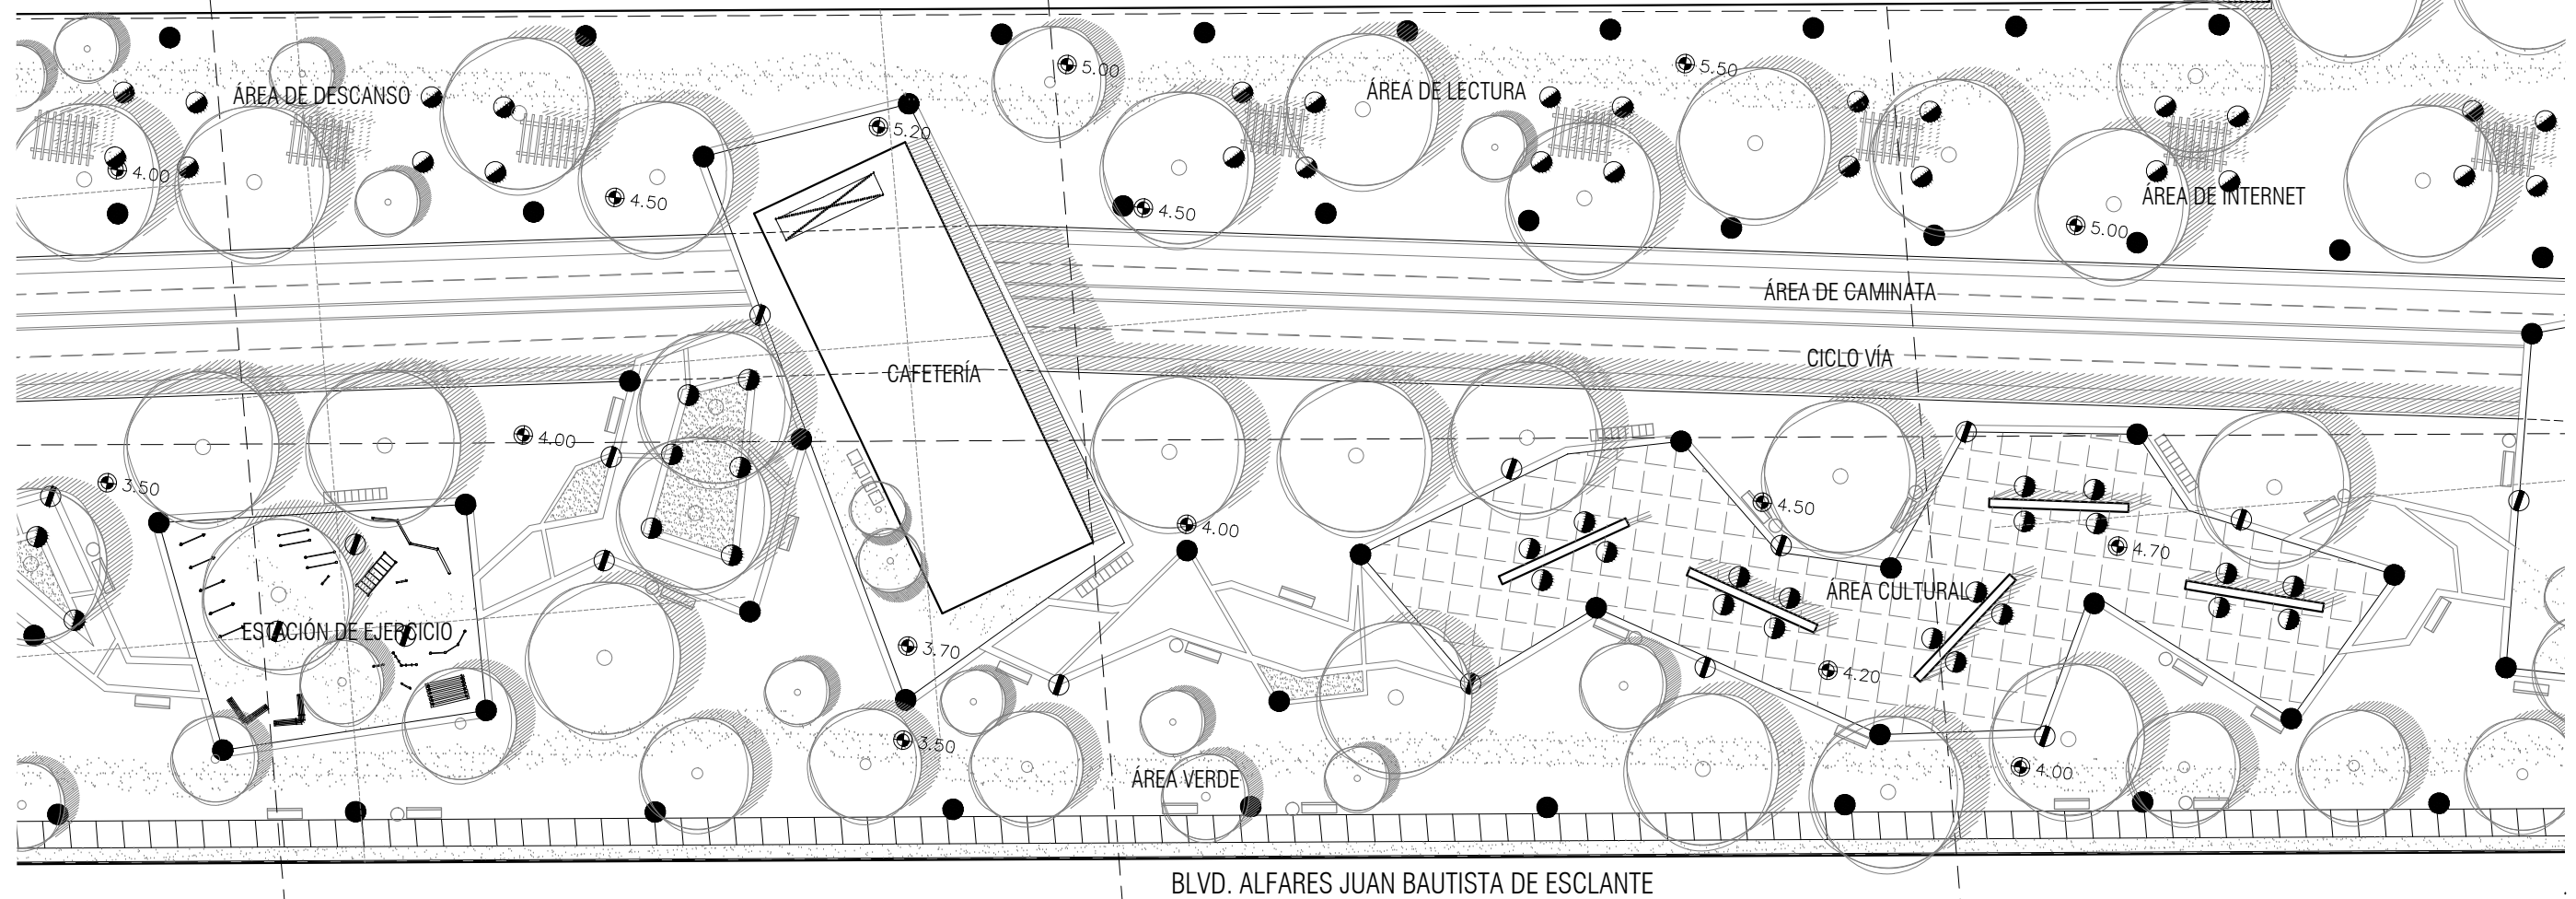 5.00
5.50
ÁREA DE DESCANSO
ÁREA DE LECTURA
5.20
4.00
4.50
4.50
ÁREA DE INTERNET
5.00
ÁREA DE CAMINATA
CICLO VÍA
CAFETERÍA
4.00
3.50
4.00
4.50
4.70
ÁREA CULTURAL
ESTACIÓN DE EJERCICIO
3.70
4.20
3.50
4.00
ÁREA VERDE
BLVD. ALFARES JUAN BAUTISTA DE ESCLANTE